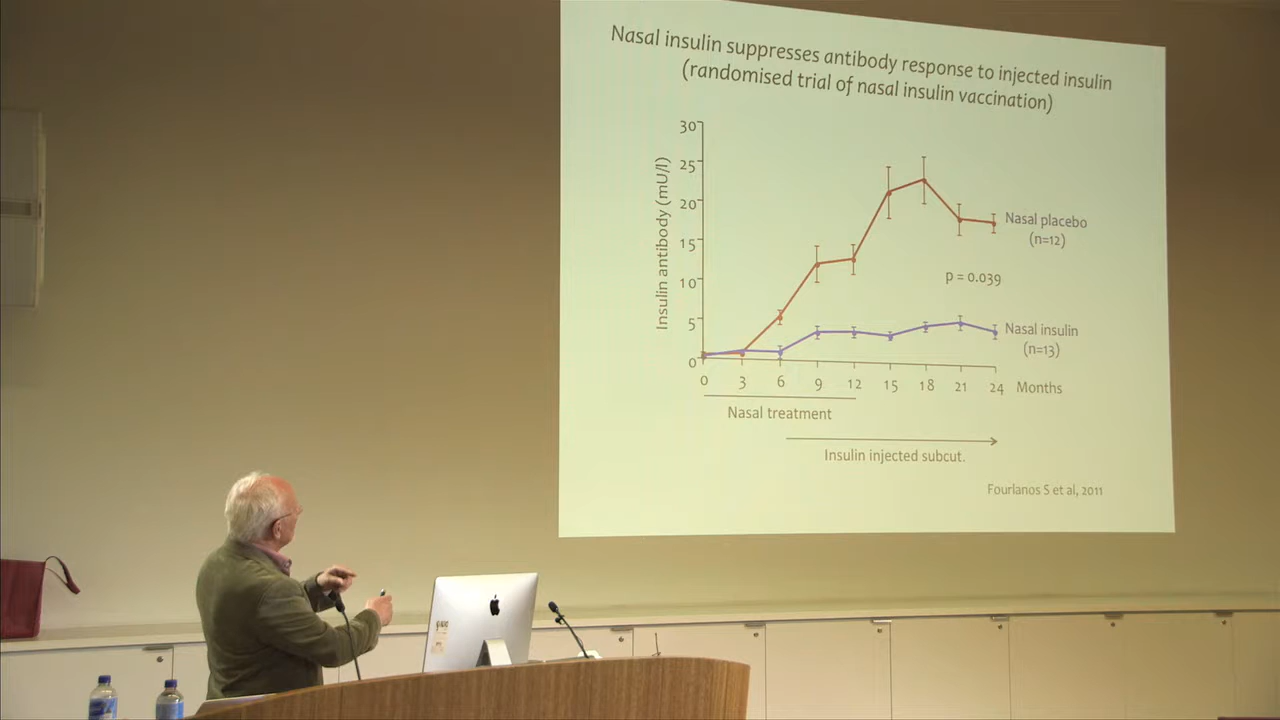 Nasal insulin suppresses antibody response to injected insulin
(randomised trial of nasal insulin vaccination)
Insulin antibody (mU/l)
30
25
20
15
10
5
0
Nasal placebo
(n=12)
p = 0.039
Nasal insulin
(n=13)
0 3 6 9 12 15 18 21 24 Months
Nasal treatment
Insulin injected subcut.
Fourlanos S et al, 2011